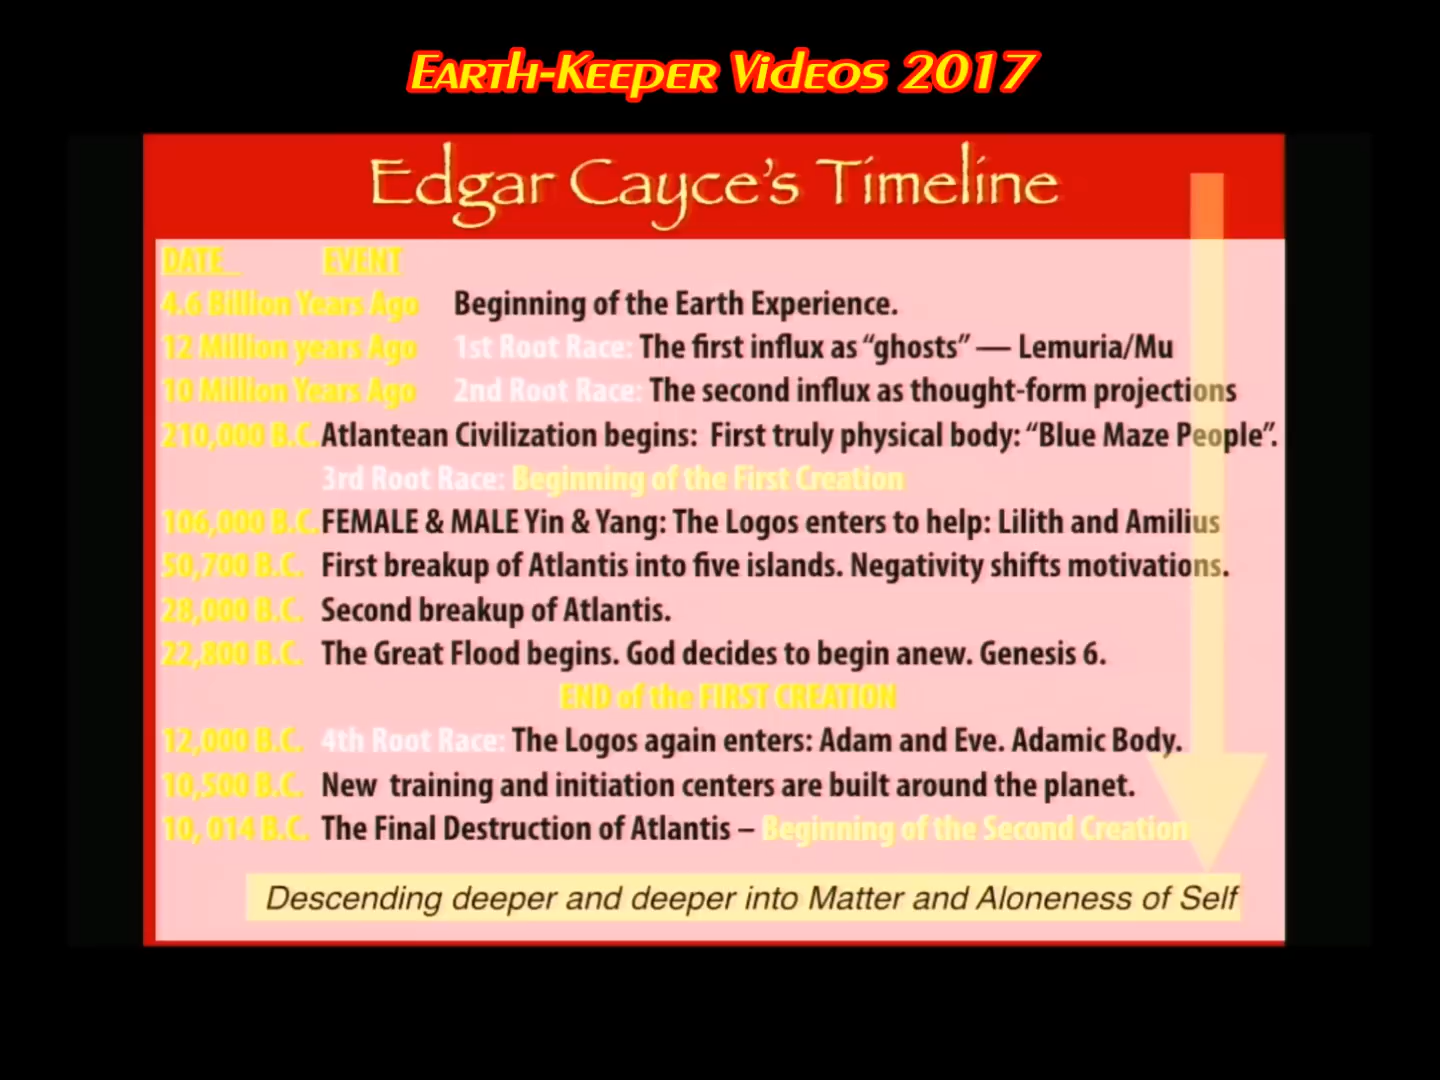 Earth-Keeper Videos 2017
Edgar Cayce's Timeline
DATE EVENT
4.6 Billion Years Ago Beginning of the Earth Experience.
12 Million years Ago 1st Root Race: The first influx as “ghosts” — Lemuria/Mu
10 Million Years Ago 2nd Root Race: The second influx as thought-form projections
210,000 B.C. Atlantean Civilization begins: First truly physical body: “Blue Maze People”.
3rd Root Race: Beginning of the First Creation
106,000 B.C. FEMALE & MALE Yin & Yang: The Logos enters to help: Lilith and Amilius
50,700 B.C. First breakup of Atlantis into five islands. Negativity shifts motivations.
28,000 B.C. Second breakup of Atlantis.
22,800 B.C. The Great Flood begins. God decides to begin anew. Genesis 6.
END of the FIRST CREATION
12,000 B.C. 4th Root Race: The Logos again enters: Adam and Eve. Adamic Body.
10,500 B.C. New training and initiation centers are built around the planet.
10, 014 B.C. The Final Destruction of Atlantis – Beginning of the Second Creation
Descending deeper and deeper into Matter and Aloneness of Self